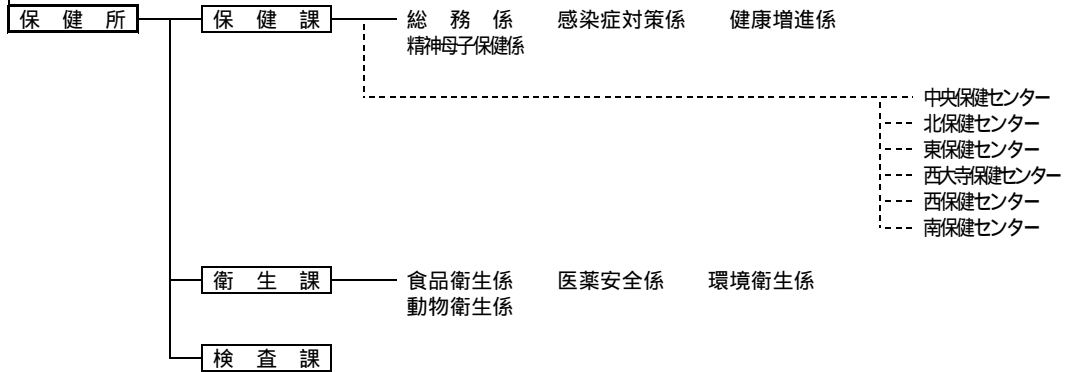 保健所 保健課 総務係 感染症対策係 健康増進係
精神母子保健係
中央保健センター
北保健センター
東保健センター
西大寺保健センター
西保健センター
南保健センター
衛生課 食品衛生係 医薬安全係 環境衛生係
動物衛生係
検査課